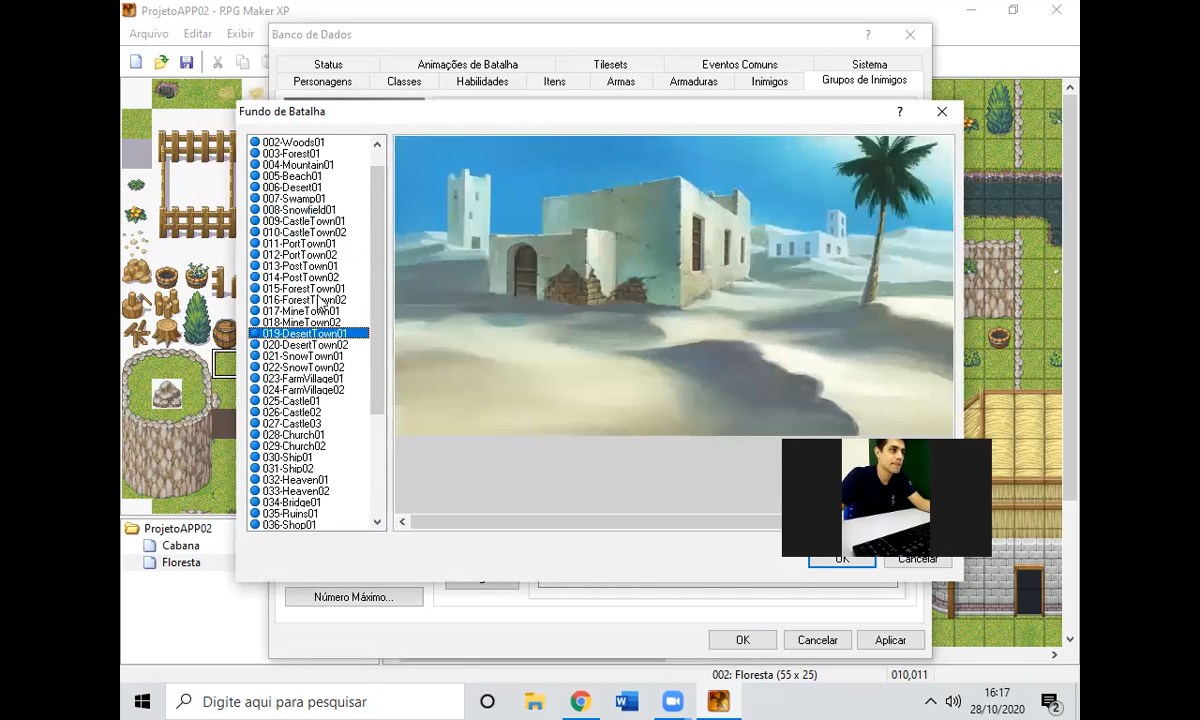 ProjetoAPP02 - RPG Maker XP
Arquivo Editar Exibir
Banco de Dados
Status Animações de Batalha Tilesets Eventos Comuns Sistema
Personagens Classes Habilidades Itens Armas Armaduras Inimigos Grupos de Inimigos
Fundo de Batalha
002-Woods01
003-Forest01
004-Mountain01
005-Beach01
006-Desert01
007-Swamp01
008-Snowfield01
009-CastleTown01
010-CastleTown02
011-PortTown01
012-PortTown02
013-PostTown01
014-PostTown02
015-ForestTown01
016-ForestTown02
017-MineTown01
018-MineTown02
019-DesertTown01
020-DesertTown02
021-SnowTown01
022-SnowTown02
023-FarmVillage01
024-FarmVillage02
025-Castle01
026-Castle02
027-Castle03
028-Church01
029-Church02
030-Ship01
031-Ship02
032-Heaven01
033-Heaven02
034-Bridge01
035-Ruins01
036-Shop01
OK Cancelar
ProjetoAPP02
Cabana
Floresta
Número Máximo...
OK Cancelar Aplicar
002: Floresta (55 x 25) 010,011
Digite aqui para pesquisar
16:17
28/10/2020
2